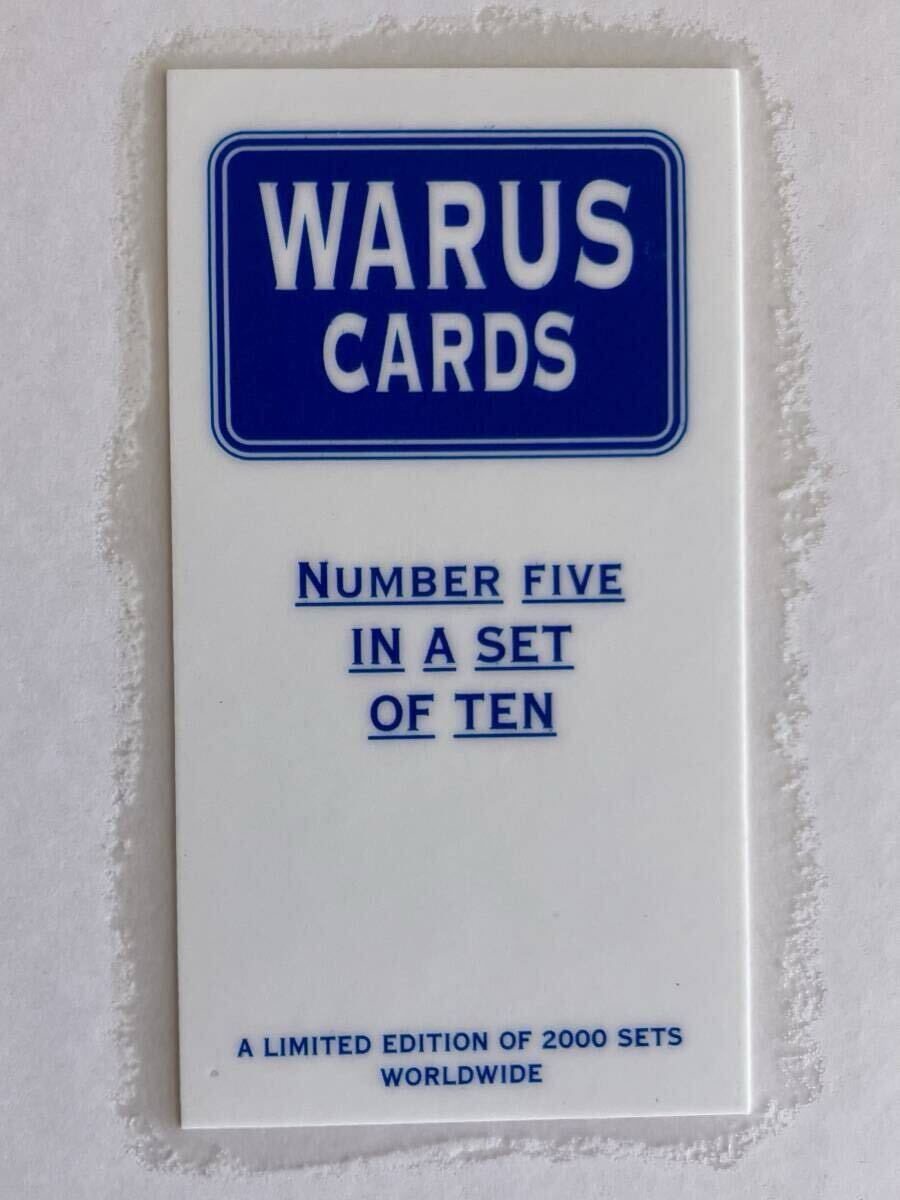 WARUS
CARDS
NUMBER FIVE
IN A SET
OF TEN
A LIMITED EDITION OF 2000 SETS
WORLDWIDE